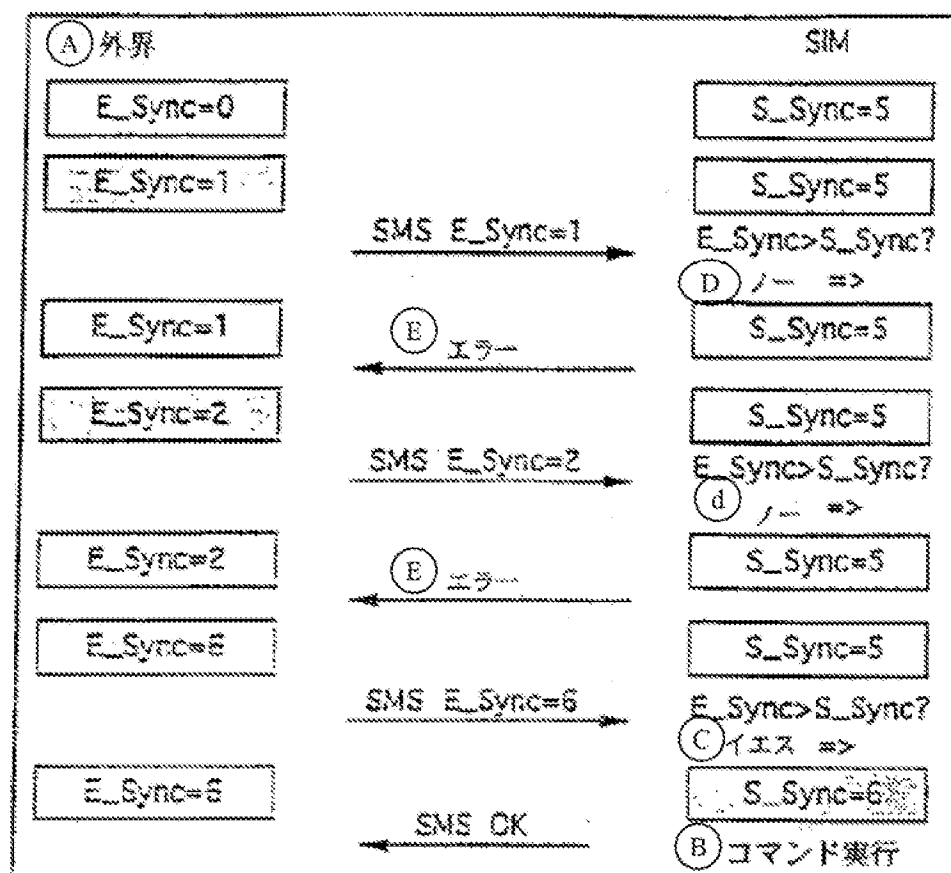 A 外界 SIM
E_Sync=0 S_Sync=5
E_Sync=1 S_Sync=5
SMS E_Sync=1 E_Sync>S_Sync?
D ノー =>
E_Sync=1 E エラー S_Sync=5
E_Sync=2 S_Sync=5
SMS E_Sync=2 E_Sync>S_Sync?
d ノー =>
E_Sync=2 E エラー S_Sync=5
E_Sync=6 S_Sync=5
SMS E_Sync=6 E_Sync>S_Sync?
C イエス =>
E_Sync=6 S_Sync=6
SMS OK B コマンド実行